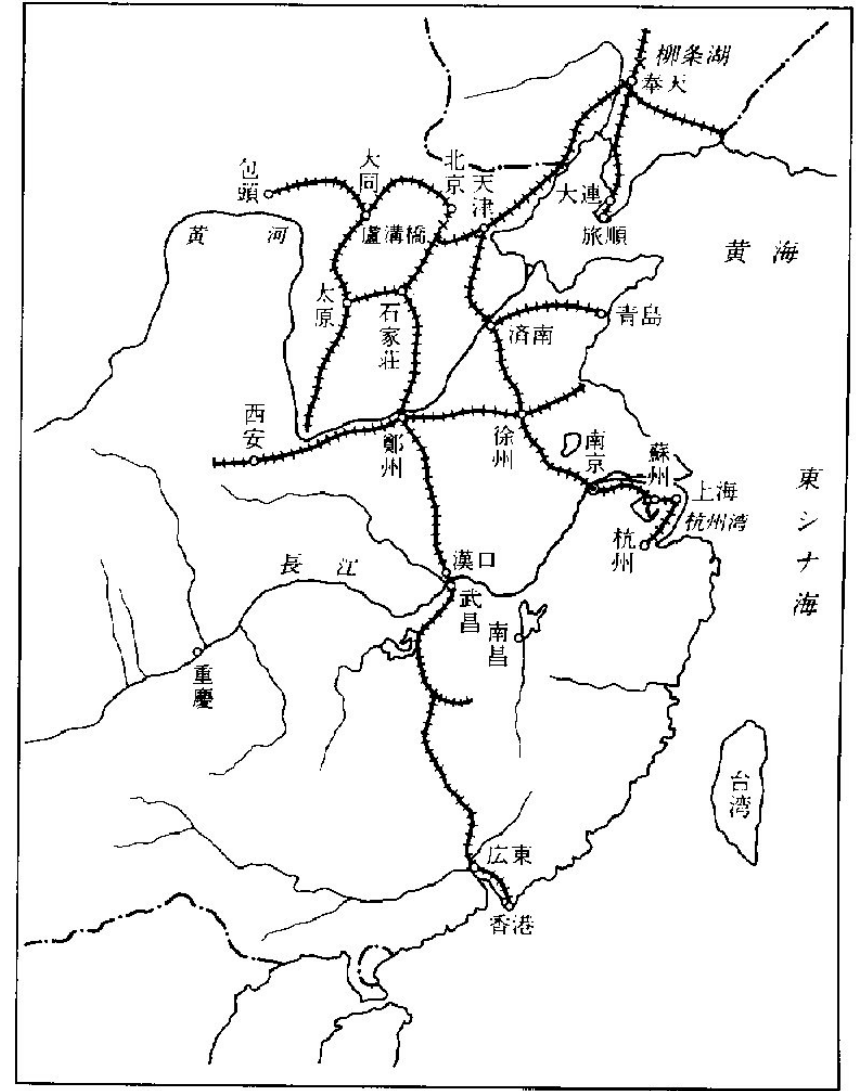 柳条湖
奉天
包頭
大同
北京
天津
大連
旅順
黄河
盧溝橋
黄海
太原
石家荘
済南
青島
西安
鄭州
徐州
南京
蘇州
上海
杭州湾
杭州
東シナ海
漢口
長江
武昌
南昌
重慶
台湾
広東
香港